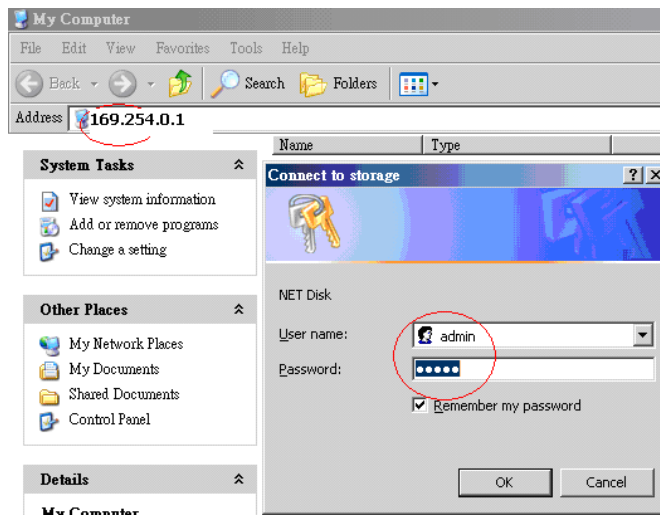 My Computer
File Edit View Favorites Tools Help
Back Search Folders
Address 169.254.0.1
Name Type
System Tasks
View system information
Add or remove programs
Change a setting
Other Places
My Network Places
My Documents
Shared Documents
Control Panel
Details
My Computer
Connect to storage
NET Disk
User name: admin
Password: •••••
Remember my password
OK Cancel